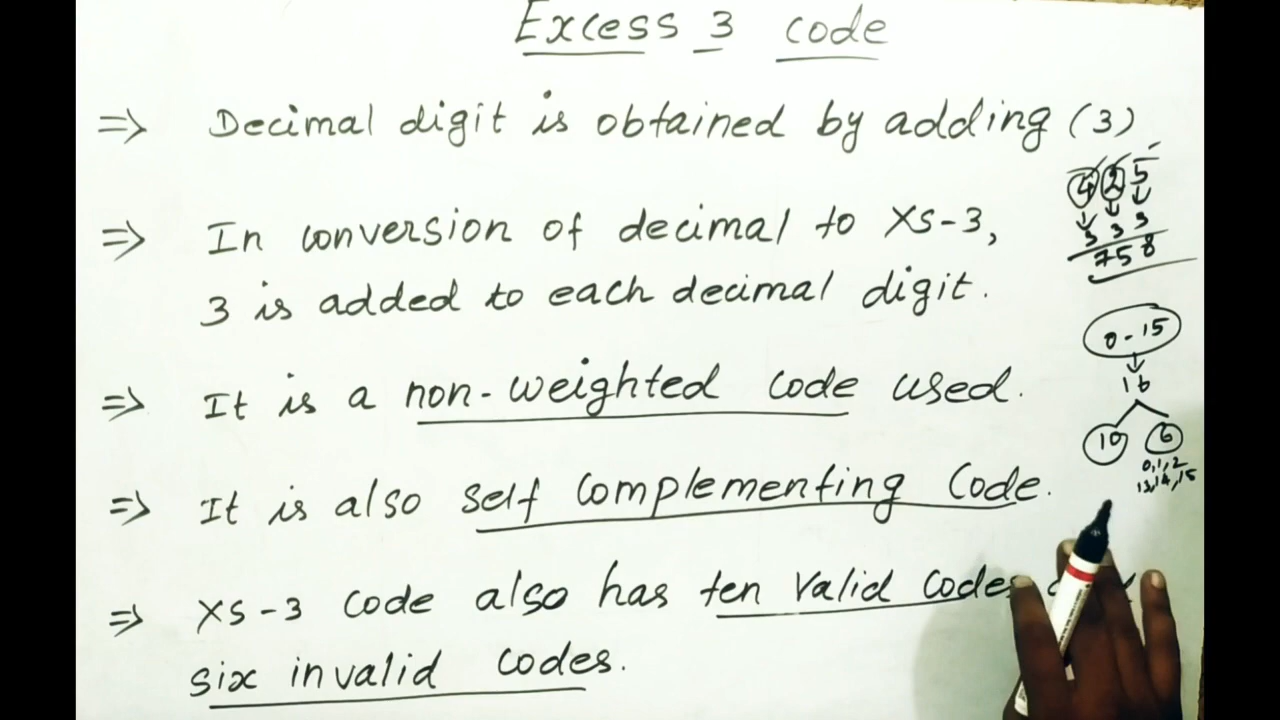 Excess 3 code
⇒ Decimal digit is obtained by adding (3)
4 2 5
3 3 3
7 5 8
⇒ In conversion of decimal to XS-3,
3 is added to each decimal digit.
0-15
16
10 6
0,1,2
13,14,15
⇒ It is a non-weighted code used.
⇒ It is also self complementing code.
⇒ XS-3 code also has ten valid codes
six invalid codes.